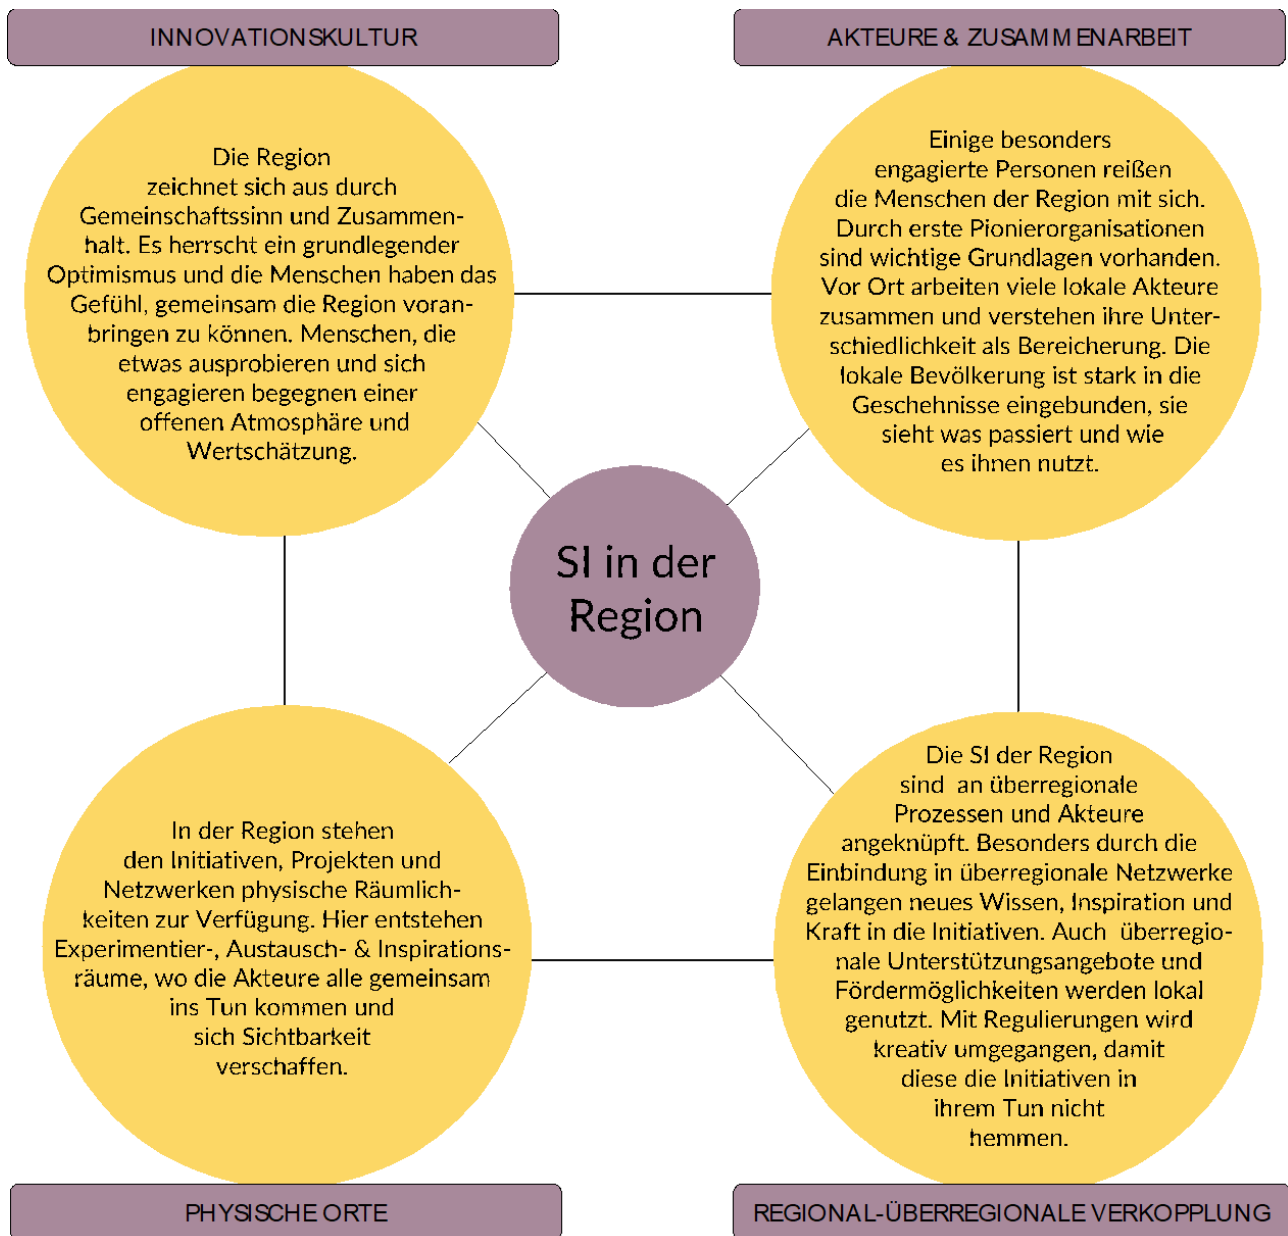 INNOVATIONSKULTUR
Die Region
zeichnet sich aus durch
Gemeinschaftssinn und Zusammen-
halt. Es herrscht ein grundlegender
Optimismus und die Menschen haben das
Gefühl, gemeinsam die Region voran-
bringen zu können. Menschen, die
etwas ausprobieren und sich
engagieren begegnen einer
offenen Atmosphäre und
Wertschätzung.
AKTEURE & ZUSAMMENARBEIT
Einige besonders
engagierte Personen reißen
die Menschen der Region mit sich.
Durch erste Pionierorganisationen
sind wichtige Grundlagen vorhanden.
Vor Ort arbeiten viele lokale Akteure
zusammen und verstehen ihre Unter-
schiedlichkeit als Bereicherung. Die
lokale Bevölkerung ist stark in die
Geschehnisse eingebunden, sie
sieht was passiert und wie
es ihnen nutzt.
SI in der
Region
In der Region stehen
den Initiativen, Projekten und
Netzwerken physische Räumlich-
keiten zur Verfügung. Hier entstehen
Experimentier-, Austausch- & Inspirations-
räume, wo die Akteure alle gemeinsam
ins Tun kommen und
sich Sichtbarkeit
verschaffen.
PHYSISCHE ORTE
Die SI der Region
sind an überregionale
Prozessen und Akteure
angeknüpft. Besonders durch die
Einbindung in überregionale Netzwerke
gelangen neues Wissen, Inspiration und
Kraft in die Initiativen. Auch überregio-
nale Unterstützungsangebote und
Fördermöglichkeiten werden lokal
genutzt. Mit Regulierungen wird
kreativ umgegangen, damit
diese die Initiativen in
ihrem Tun nicht
hemmen.
REGIONAL-ÜBERREGIONALE VERKOPPLUNG